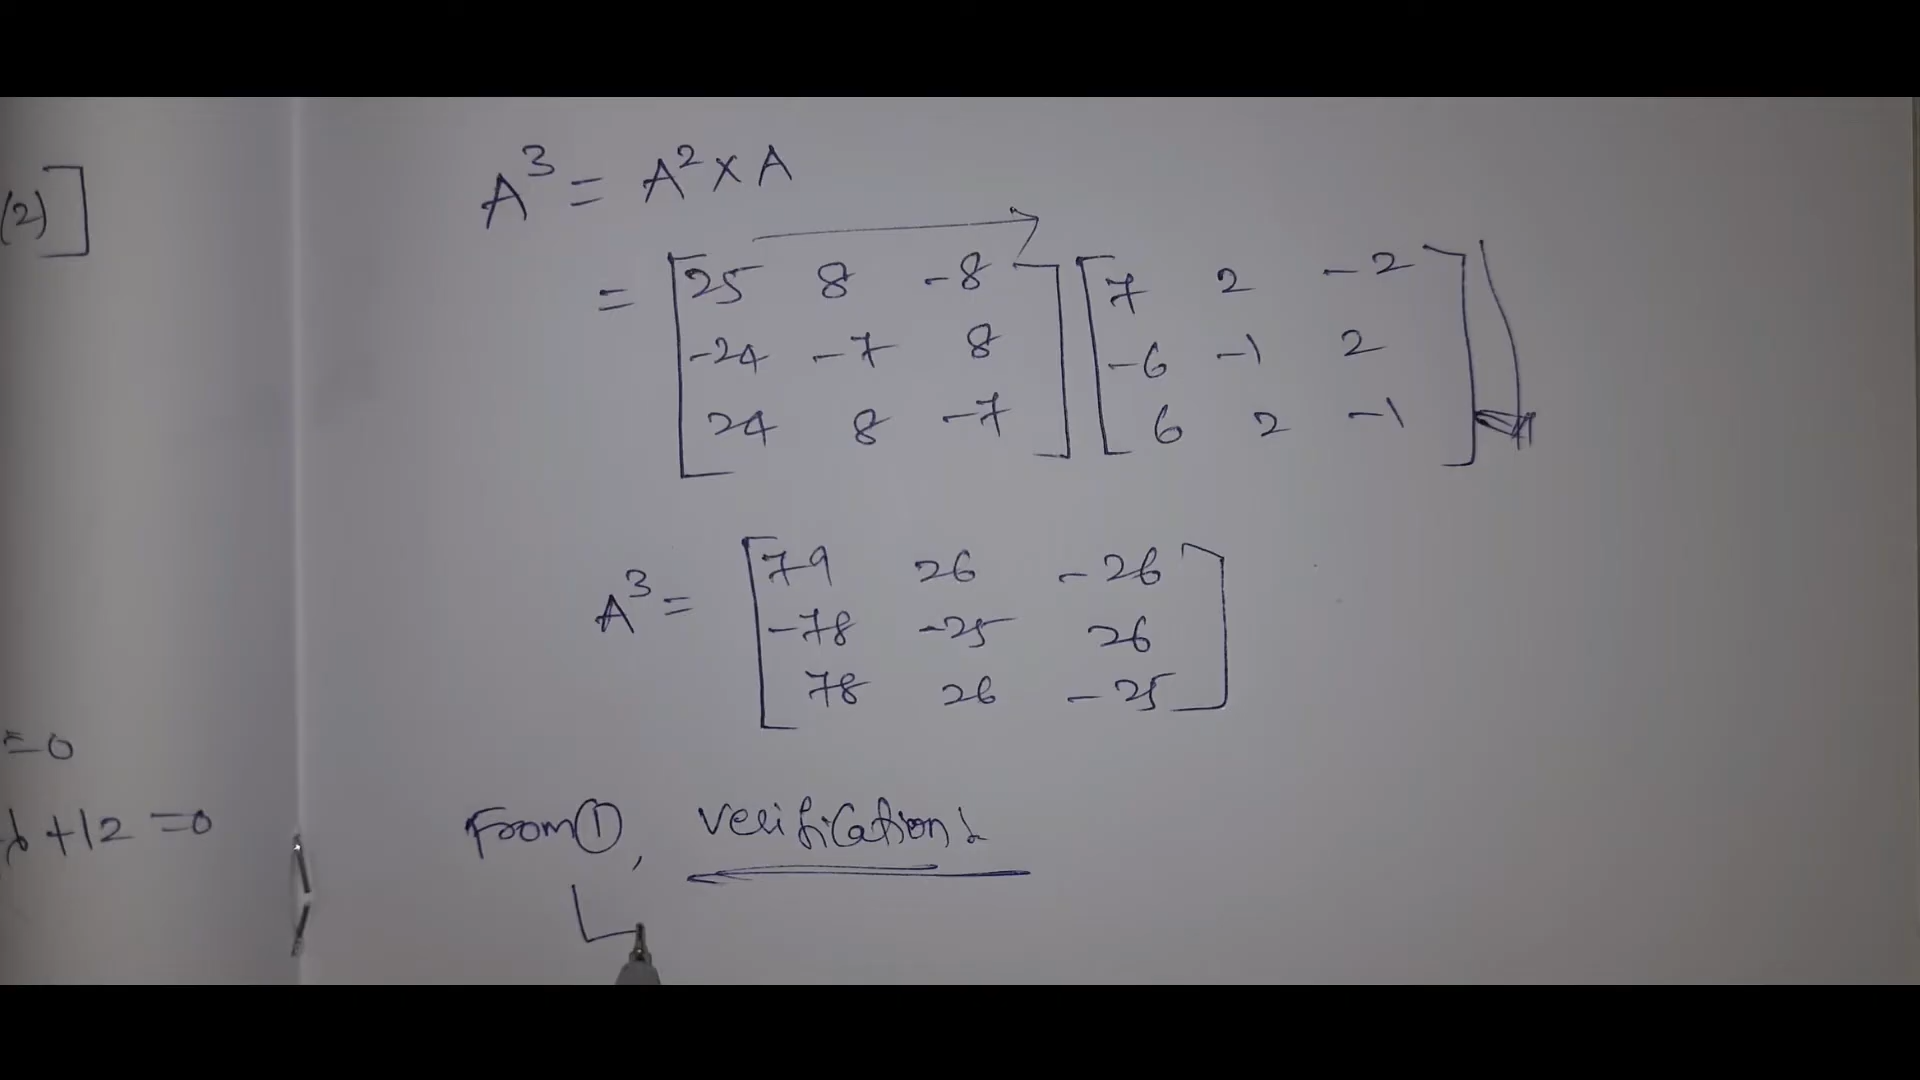 (2)]
A³ = A² × A
= [25 8 -8] [7 2 -2]
[-24 -7 8] [-6 -1 2]
[24 8 -7] [6 2 -1]
A³ = [79 26 -26]
[-78 -25 26]
[78 26 -25]
=0
+12 =0
From ①, verification: